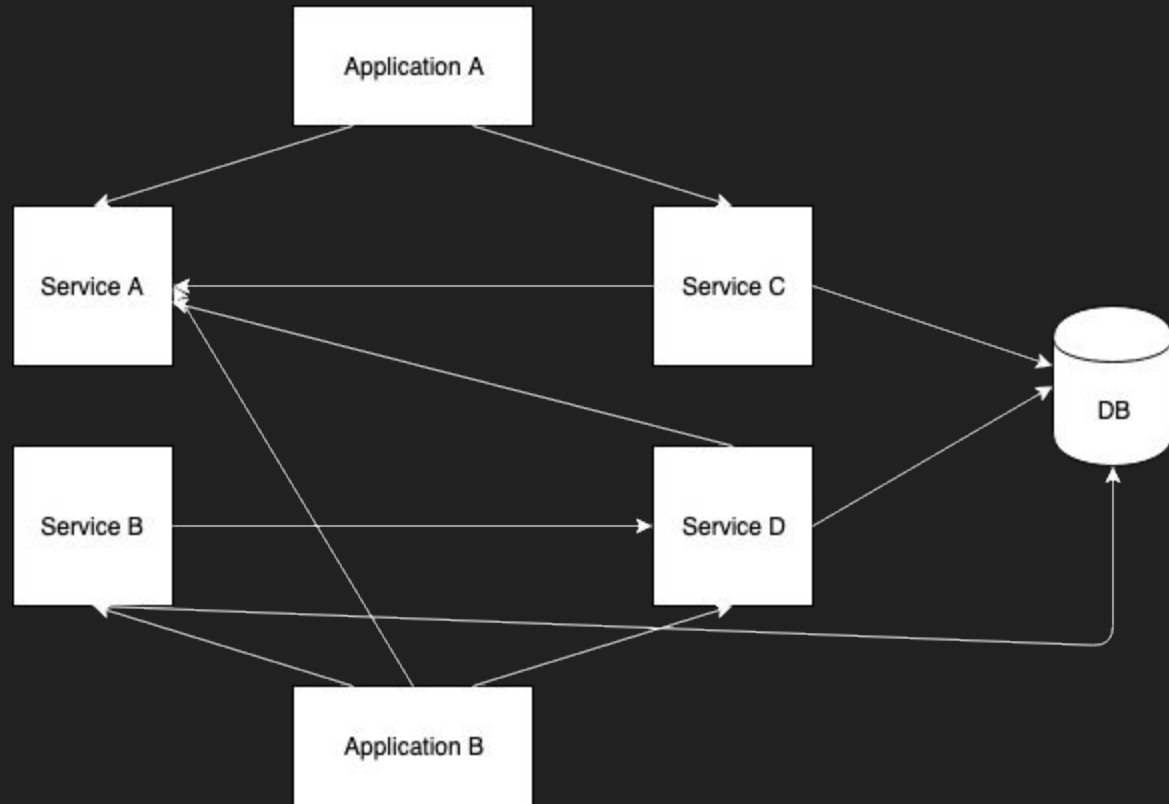 Application A
Service A
Service C
DB
Service B
Service D
Application B